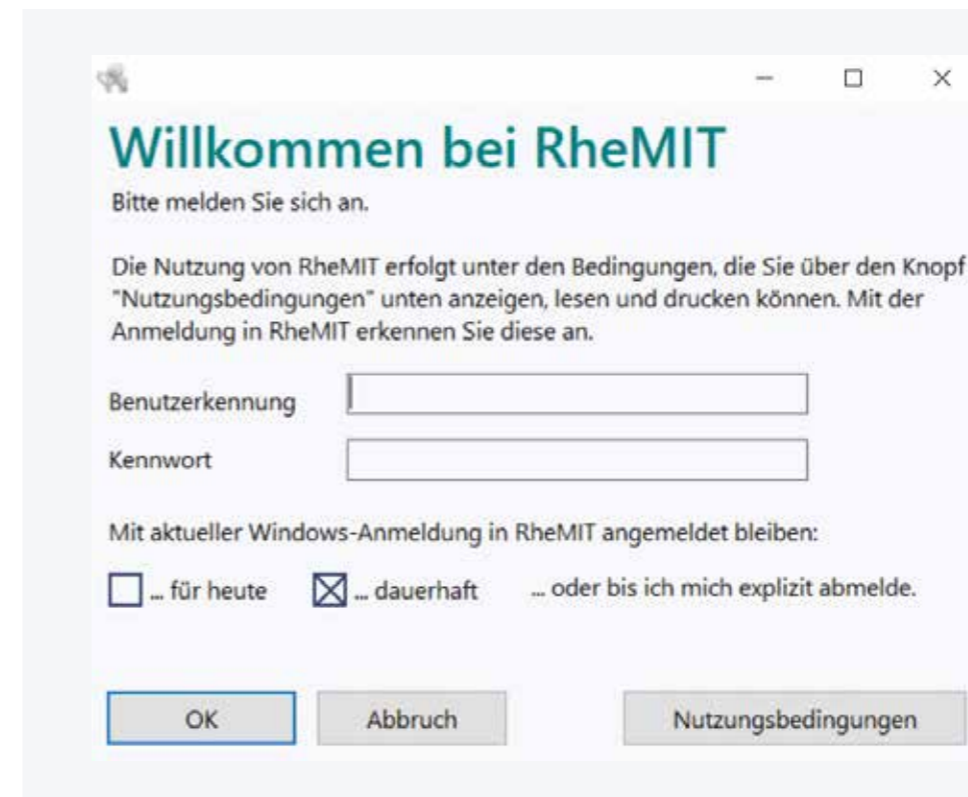 Willkommen bei RheMIT
Bitte melden Sie sich an.
Die Nutzung von RheMIT erfolgt unter den Bedingungen, die Sie über den Knopf
"Nutzungsbedingungen" unten anzeigen, lesen und drucken können. Mit der
Anmeldung in RheMIT erkennen Sie diese an.
Benutzerkennung
Kennwort
Mit aktueller Windows-Anmeldung in RheMIT angemeldet bleiben:
... für heute ... dauerhaft ... oder bis ich mich explizit abmelde.
OK Abbruch Nutzungsbedingungen